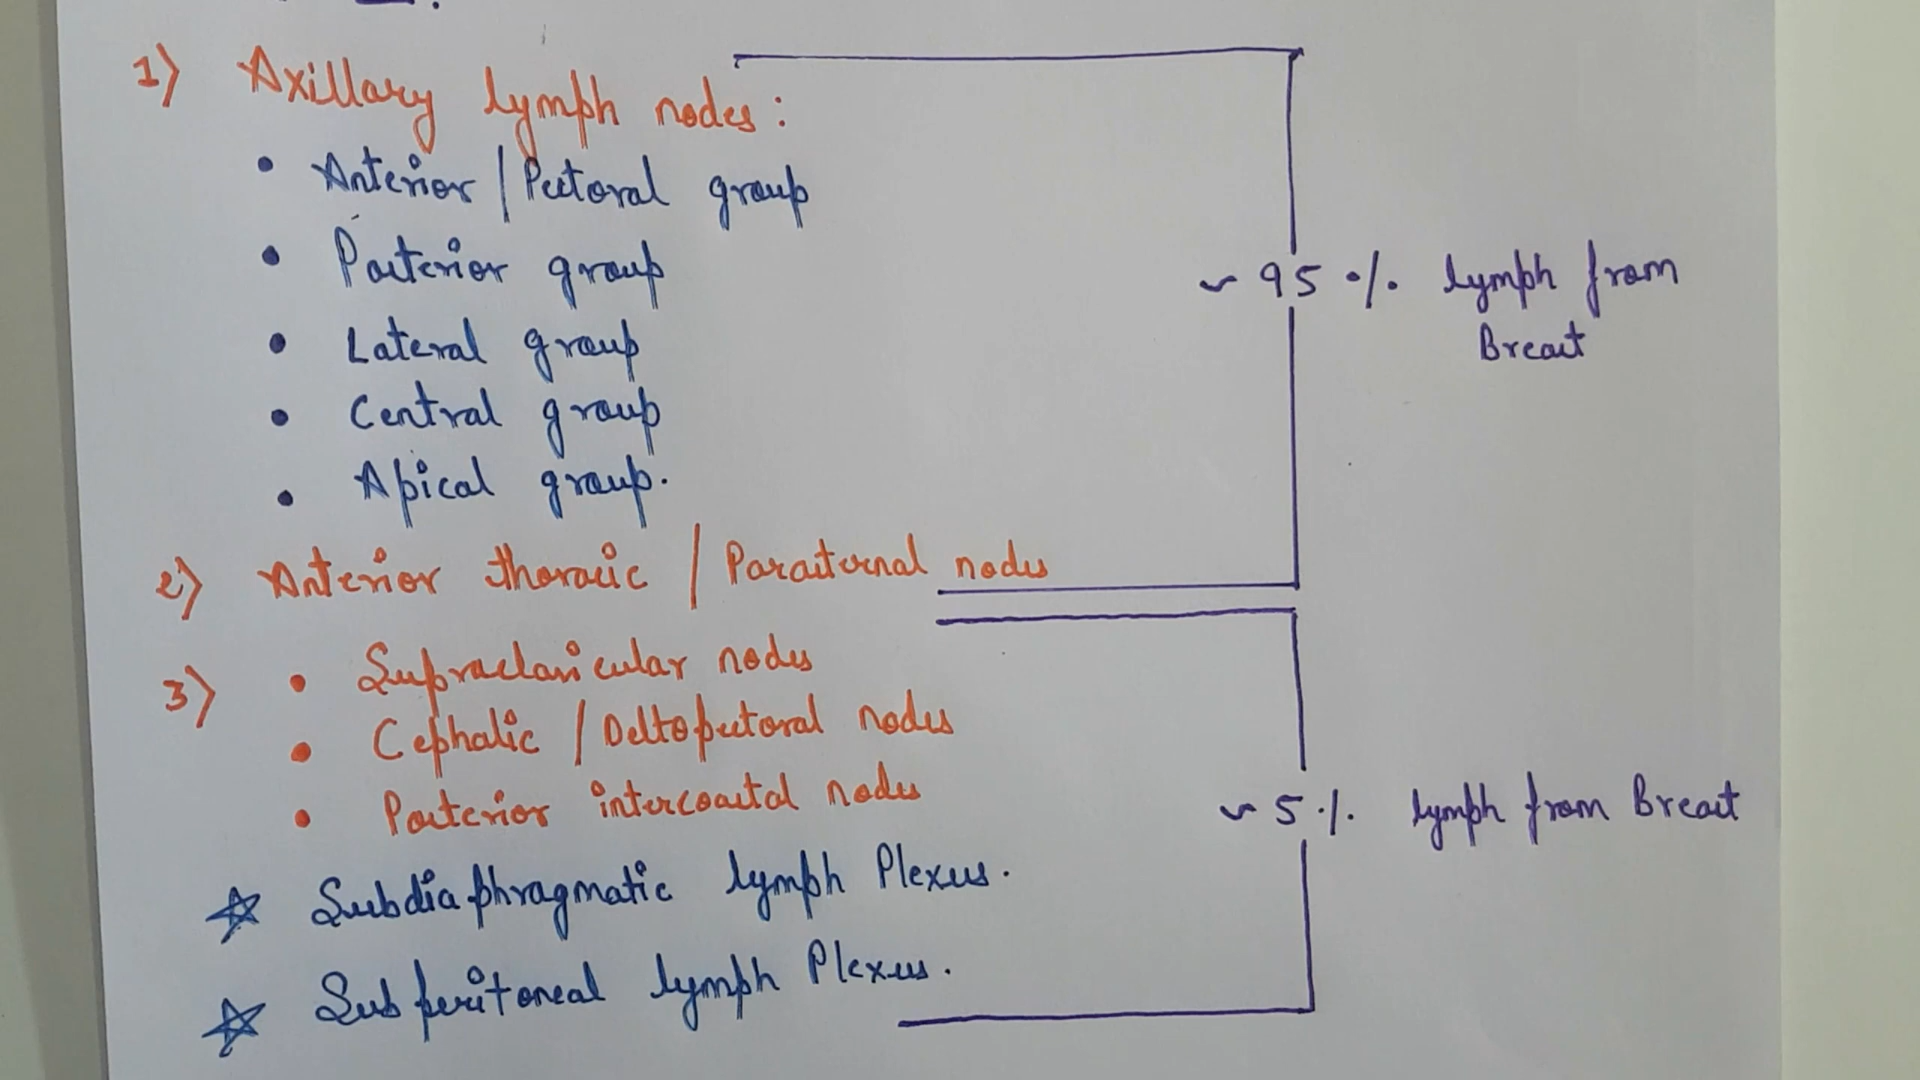 1) Axillary lymph nodes:
• Anterior / Pectoral group
• Posterior group
• Lateral group
• Central group
• Apical group.
~ 95 % lymph from
Breast
2) Anterior thoracic / Parasternal nodes
3) • Supraclavicular nodes
• Cephalic / Deltopectoral nodes
• Posterior intercostal nodes
☆ Subdiaphragmatic lymph Plexus.
☆ Subperitoneal lymph Plexus.
~ 5 % lymph from Breast